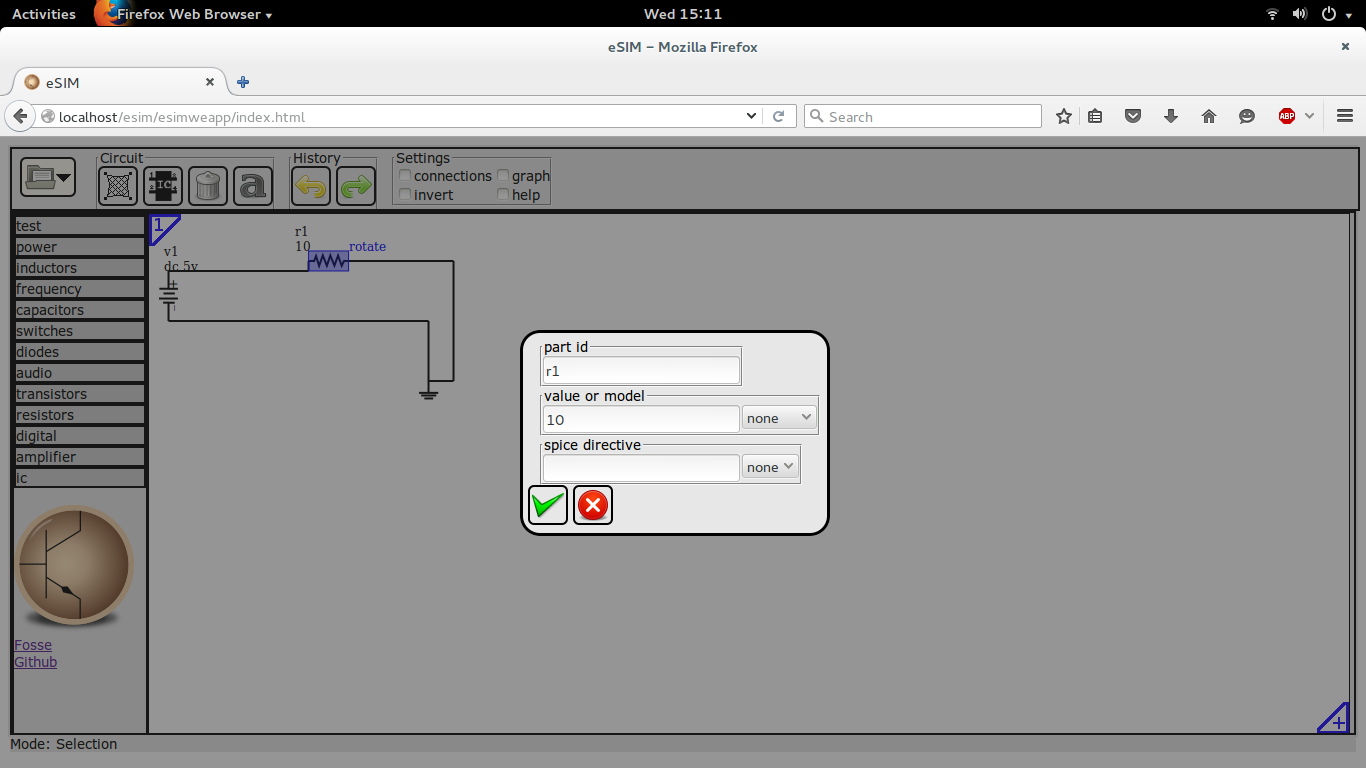 Activities Firefox Web Browser Wed 15:11
eSIM – Mozilla Firefox
eSIM
localhost/esim/esimweapp/index.html Search ABP
Circuit History Settings
IC a connections graph
invert help
test
power
inductors
frequency
capacitors
switches
diodes
audio
transistors
resistors
digital
amplifier
ic
Fosse
Github
1
r1
10 rotate
v1
dc 5v
+
part id
r1
value or model
10 none
spice directive
none
+
Mode: Selection